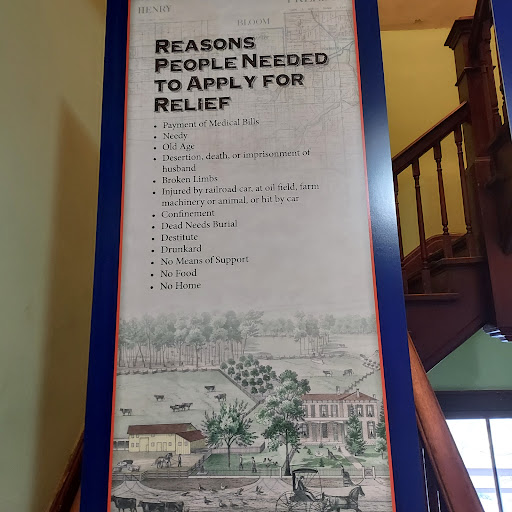 HENRY
BLOOM
REASONS
PEOPLE NEEDED
TO APPLY FOR
RELIEF
• Payment of Medical Bills
• Needy
• Old Age
• Desertion, death, or imprisonment of
husband
• Broken Limbs
• Injured by railroad car, at oil field, farm
machinery or animal, or hit by car
• Confinement
• Dead Needs Burial
• Destitute
• Drunkard
• No Means of Support
• No Food
• No Home